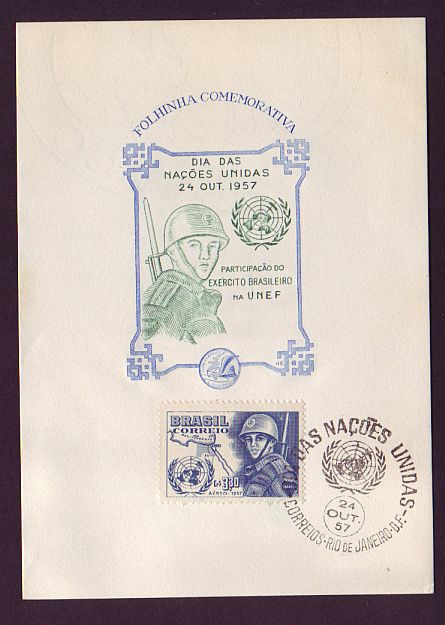 FOLHINHA COMEMORATIVA
DIA DAS
NAÇÕES UNIDAS
24 OUT. 1957
PARTICIPAÇÃO DO
EXÉRCITO BRASILEIRO
NA UNEF
BRASIL
CORREIO
Cr$ 3,30
AÉREO - 1957
DAS NAÇÕES UNIDAS-
24
OUT.
57
CORREIOS-RIO DE JANEIRO-D.F.